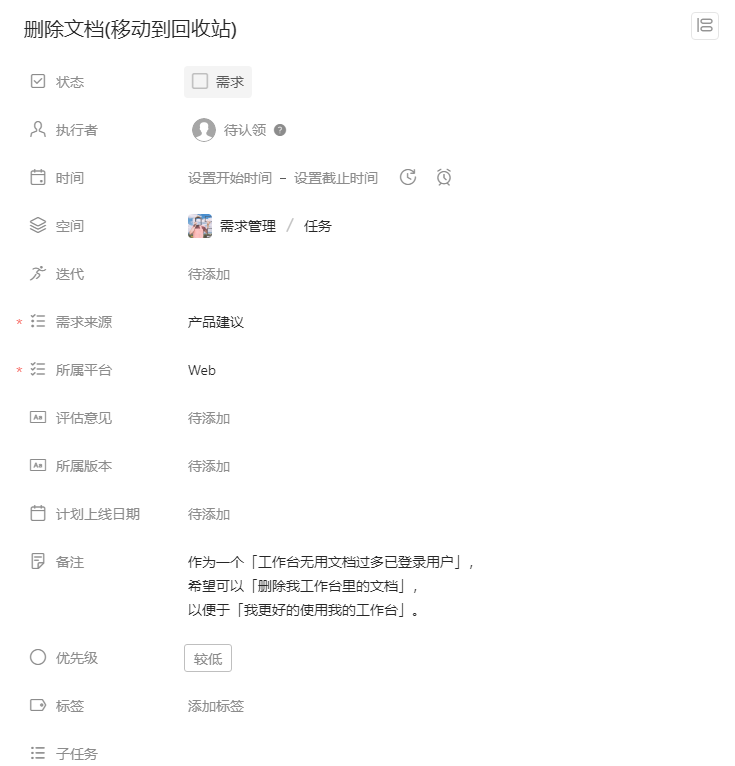 删除文档(移动到回收站)
状态 需求
执行者 待认领 ?
时间 设置开始时间 – 设置截止时间
空间 需求管理 / 任务
迭代 待添加
* 需求来源 产品建议
* 所属平台 Web
评估意见 待添加
所属版本 待添加
计划上线日期 待添加
备注 作为一个「工作台无用文档过多已登录用户」,
希望可以「删除我工作台里的文档」,
以便于「我更好的使用我的工作台」。
优先级 较低
标签 添加标签
子任务